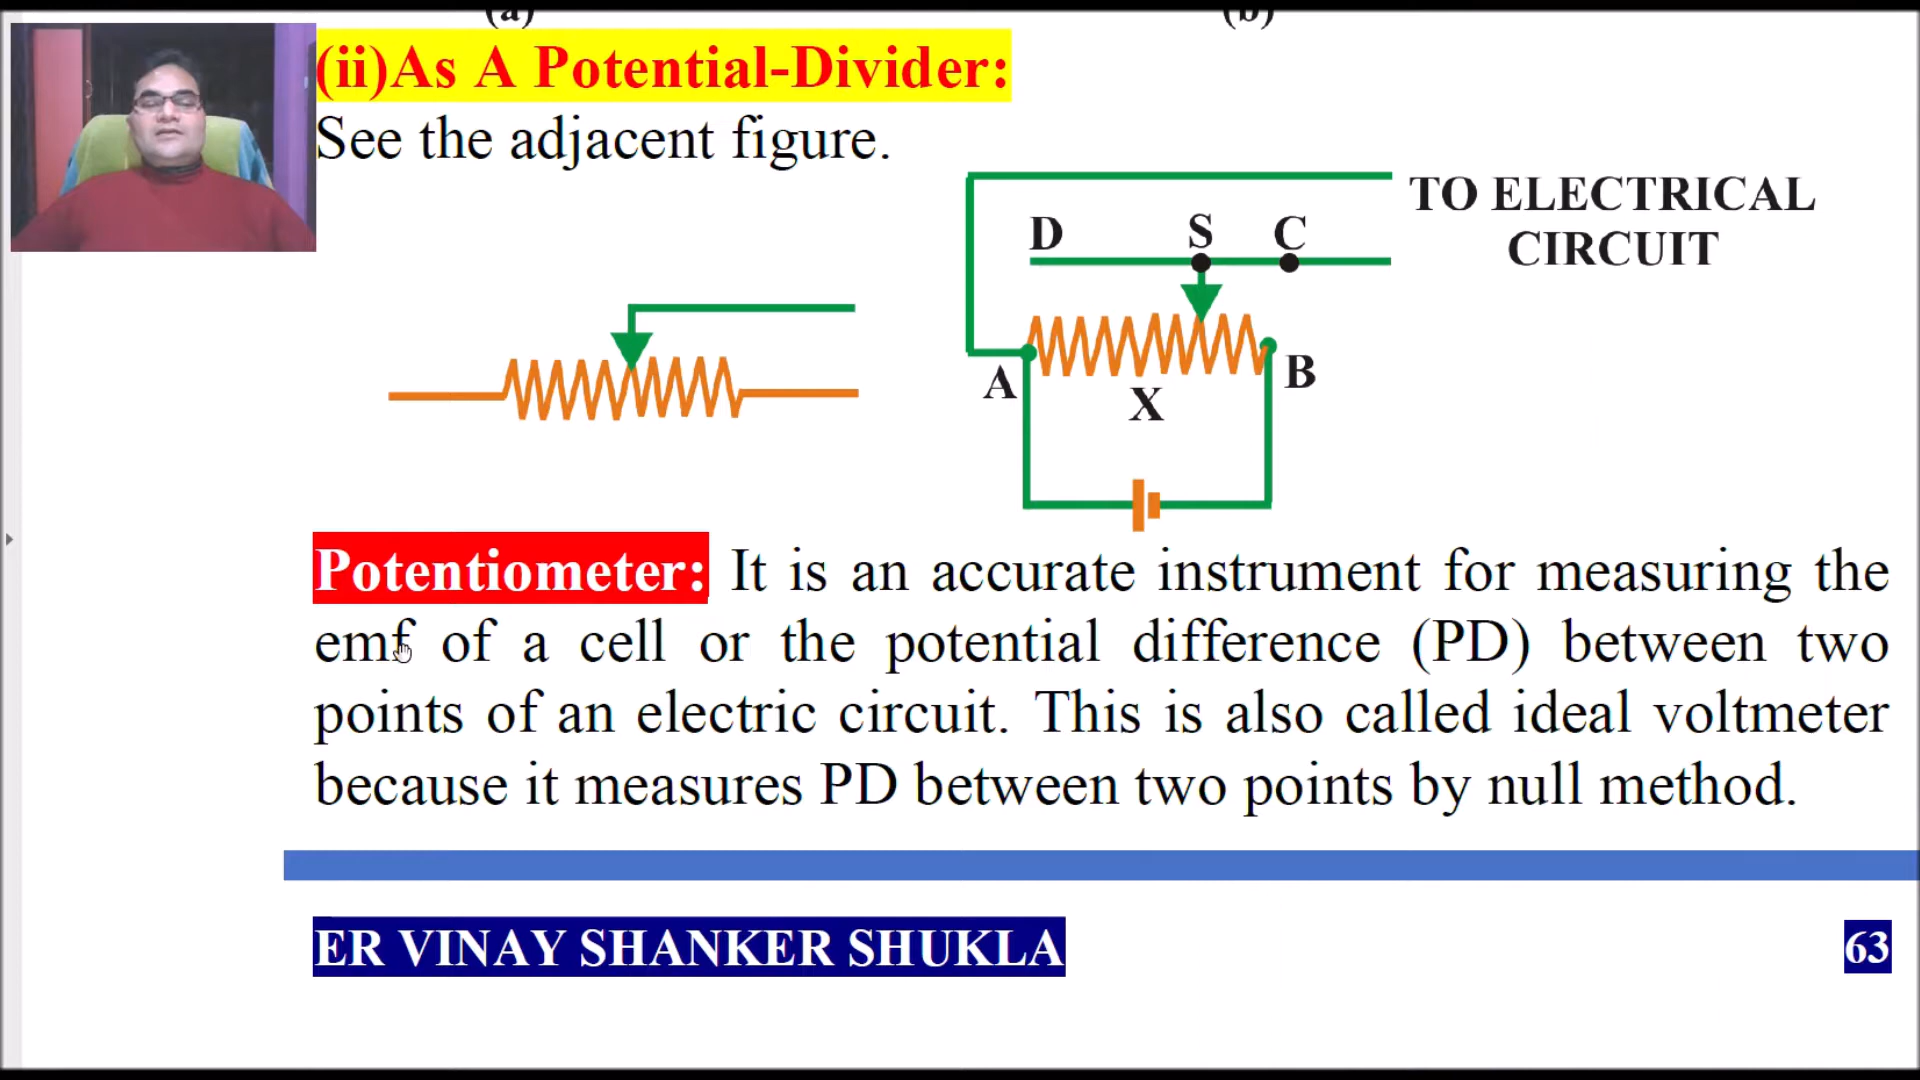 (a) (b)
(ii)As A Potential-Divider:
See the adjacent figure.
TO ELECTRICAL
CIRCUIT
D S C
A B
X
Potentiometer: It is an accurate instrument for measuring the
emf of a cell or the potential difference (PD) between two
points of an electric circuit. This is also called ideal voltmeter
because it measures PD between two points by null method.
ER VINAY SHANKER SHUKLA 63